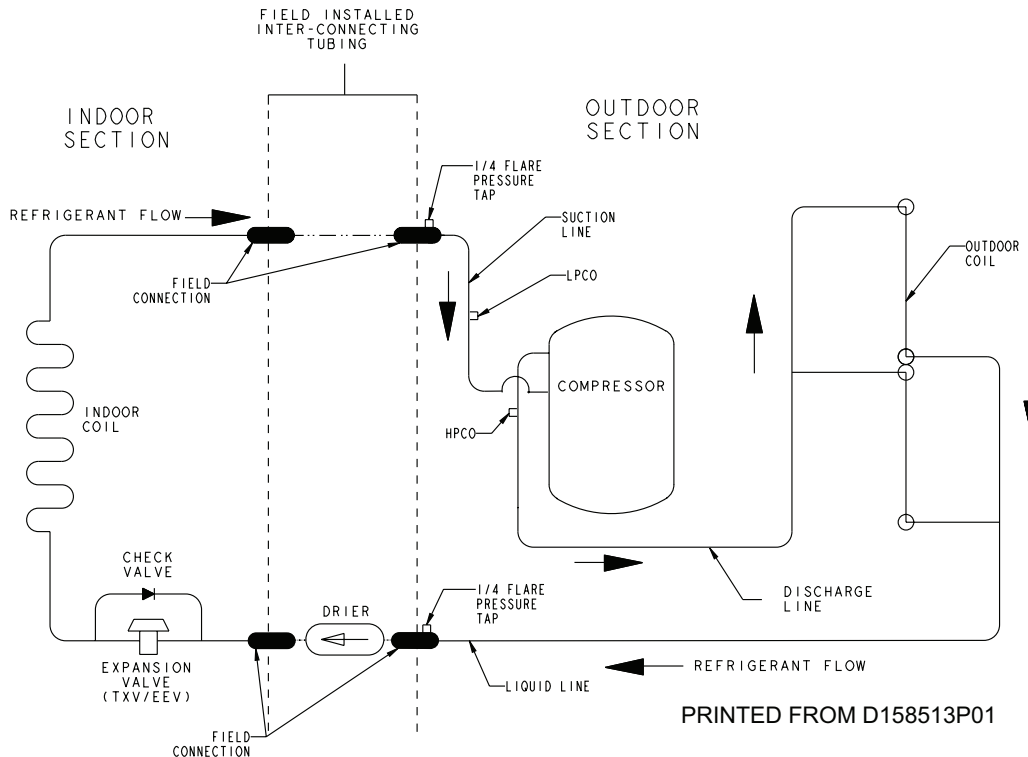 FIELD INSTALLED
INTER-CONNECTING
TUBING
INDOOR
SECTION
OUTDOOR
SECTION
1/4 FLARE
PRESSURE
TAP
REFRIGERANT FLOW
SUCTION
LINE
OUTDOOR
COIL
FIELD
CONNECTION
LPCO
COMPRESSOR
INDOOR
COIL
HPCO
CHECK
VALVE
DRIER
1/4 FLARE
PRESSURE
TAP
DISCHARGE
LINE
EXPANSION
VALVE
(TXV/EEV)
REFRIGERANT FLOW
LIQUID LINE
PRINTED FROM D158513P01
FIELD
CONNECTION